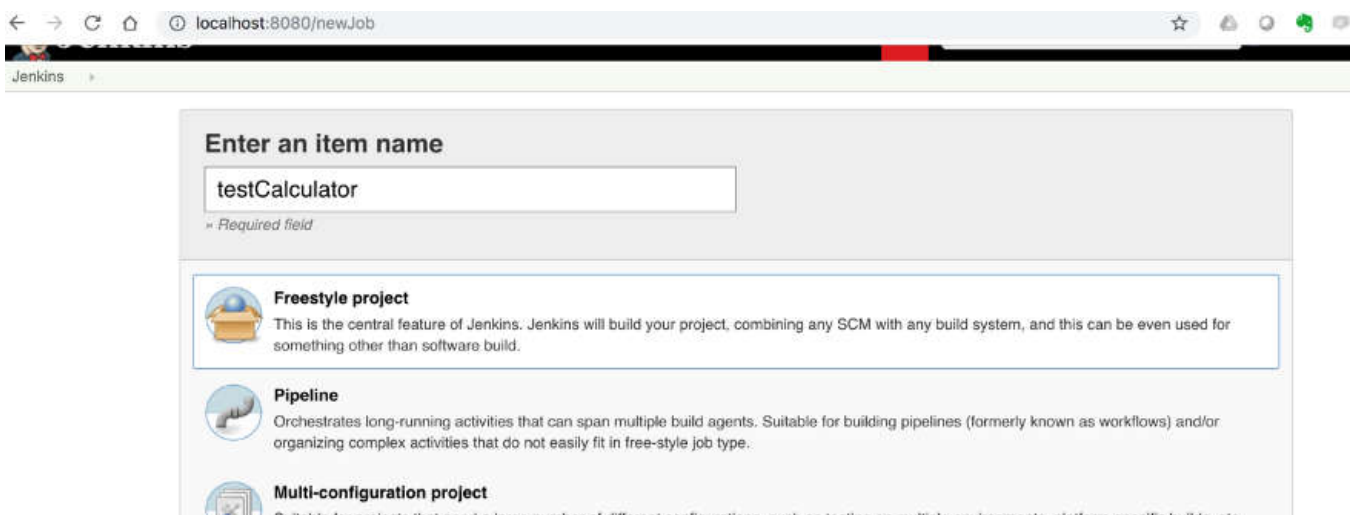 localhost:8080/newJob
Jenkins
Jenkins
Enter an item name
testCalculator
» Required field
Freestyle project
This is the central feature of Jenkins. Jenkins will build your project, combining any SCM with any build system, and this can be even used for
something other than software build.
Pipeline
Orchestrates long-running activities that can span multiple build agents. Suitable for building pipelines (formerly known as workflows) and/or
organizing complex activities that do not easily fit in free-style job type.
Multi-configuration project